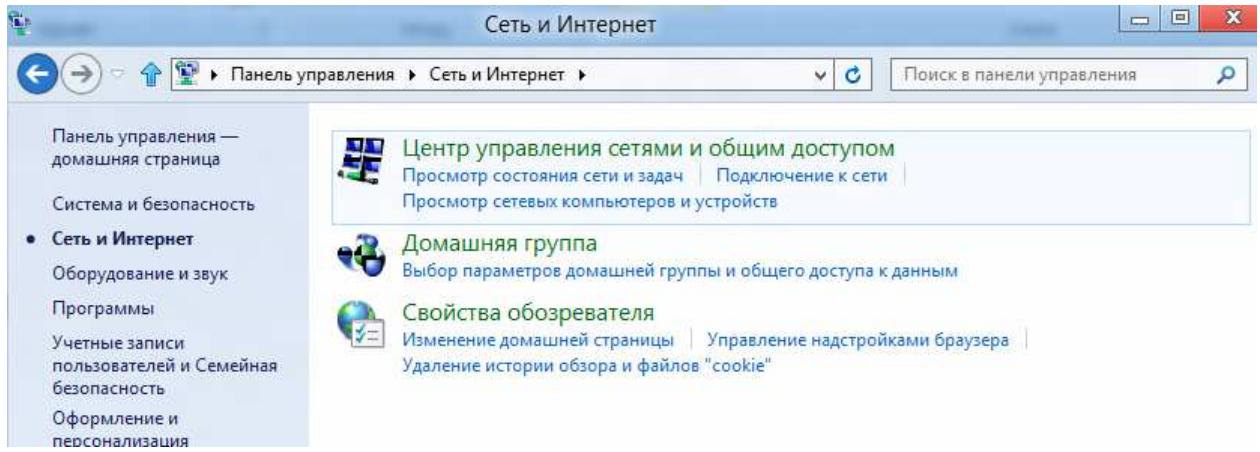 Сеть и Интернет
Панель управления Сеть и Интернет
Поиск в панели управления
Панель управления —
домашняя страница
Система и безопасность
Сеть и Интернет
Оборудование и звук
Программы
Учетные записи
пользователей и Семейная
безопасность
Оформление и
персонализация
Центр управления сетями и общим доступом
Просмотр состояния сети и задач Подключение к сети
Просмотр сетевых компьютеров и устройств
Домашняя группа
Выбор параметров домашней группы и общего доступа к данным
Свойства обозревателя
Изменение домашней страницы Управление надстройками браузера
Удаление истории обзора и файлов "cookie"